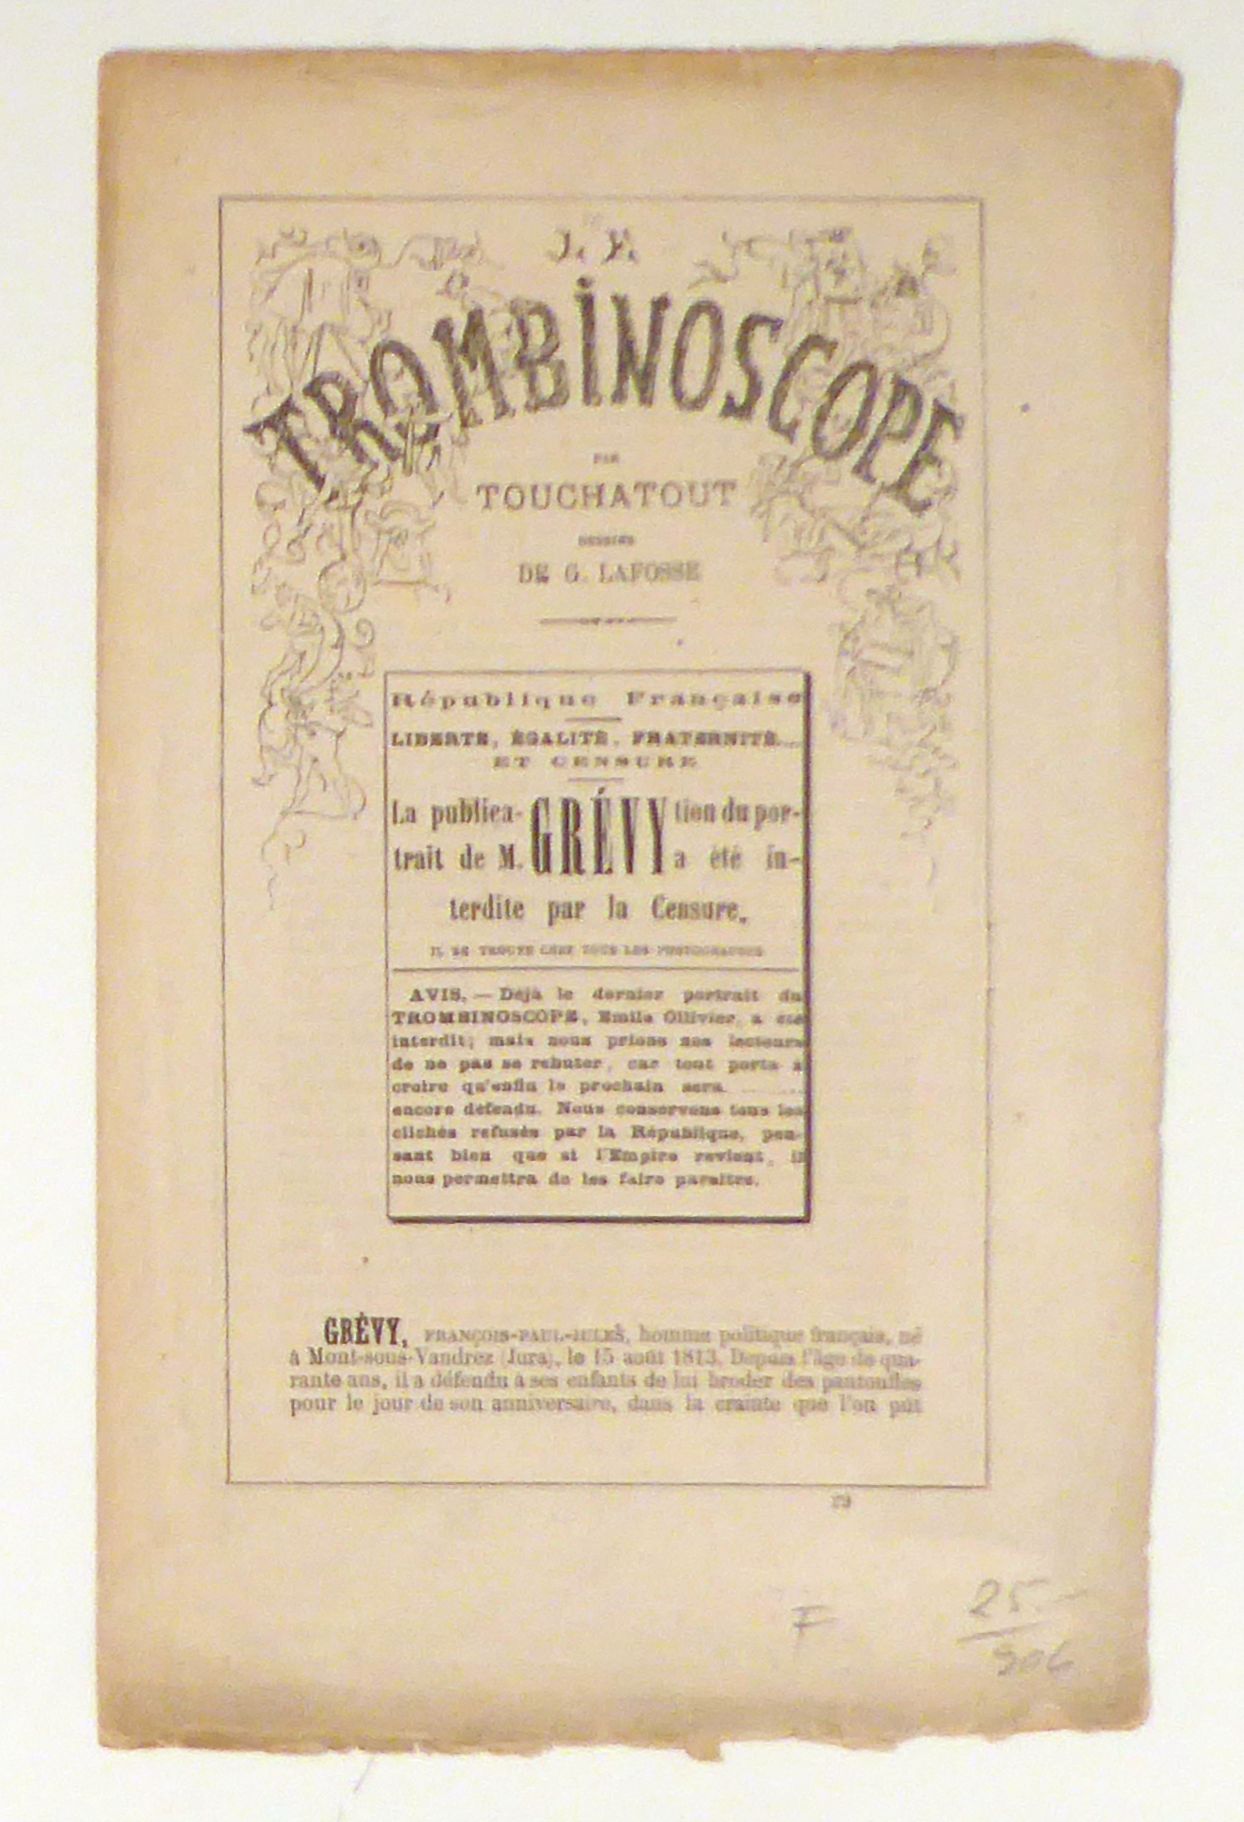 TROMBINOSCOPE
PAR
TOUCHATOUT
DESSINS
DE G. LAFOSSE
République Française
LIBERTÉ, ÉGALITÉ, FRATERNITÉ...
ET CENSURE
La publica- GRÉVY tion du por-
trait de M. a été in-
terdite par la Censure.
IL SE TROUVE CHEZ TOUS LES PHOTOGRAPHES
AVIS. — Déjà le dernier portrait du
TROMBINOSCOPE, Emile Ollivier, a été
interdit; mais nous prions nos lecteurs
de ne pas se rebuter, car tout porte à
croire qu'enfin le prochain sera........
encore défendu. Nous conservons tous les
clichés refusés par la République, pen-
sant bien que si l'Empire revient, il
nous permettra de les faire paraître.
GRÉVY, FRANÇOIS-PAUL-JULES, homme politique français, né
à Mont-sous-Vaudrez (Jura), le 15 août 1813. Depuis l'âge de qua-
rante ans, il a défendu à ses enfants de lui broder des pantoufles
pour le jour de son anniversaire, dans la crainte que l'on pût
F
25.-
906